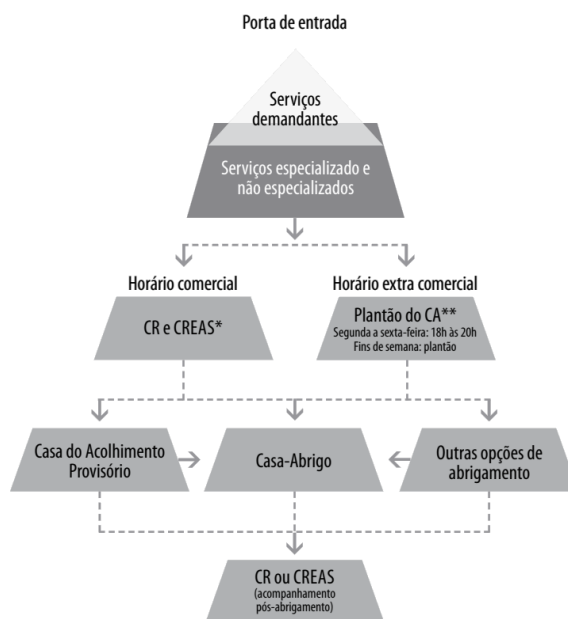 Porta de entrada
Serviços
demandantes
Serviços especializado e
não especializados
Horário comercial
Horário extra comercial
CR e CREAS*
Plantão do CA**
Segunda a sexta-feira: 18h às 20h
Fins de semana: plantão
Casa do Acolhimento
Provisório
Casa-Abrigo
Outras opções de
abrigamento
CR ou CREAS
(acompanhamento
pós-abrigamento)